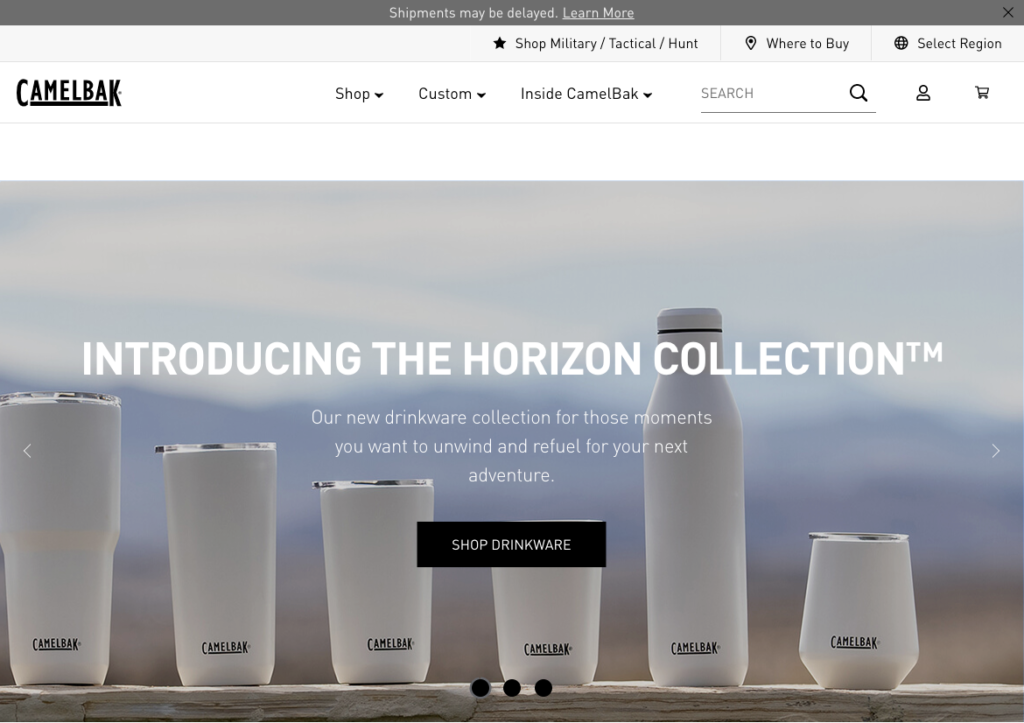 Shipments may be delayed. Learn More
Shop Military / Tactical / Hunt
Where to Buy
Select Region
CAMELBAK
Shop
Custom
Inside CamelBak
SEARCH
INTRODUCING THE HORIZON COLLECTION™
Our new drinkware collection for those moments
you want to unwind and refuel for your next
adventure.
SHOP DRINKWARE
CAMELBAK
CAMELBAK
CAMELBAK
CAMELBAK
CAMELBAK
CAMELBAK